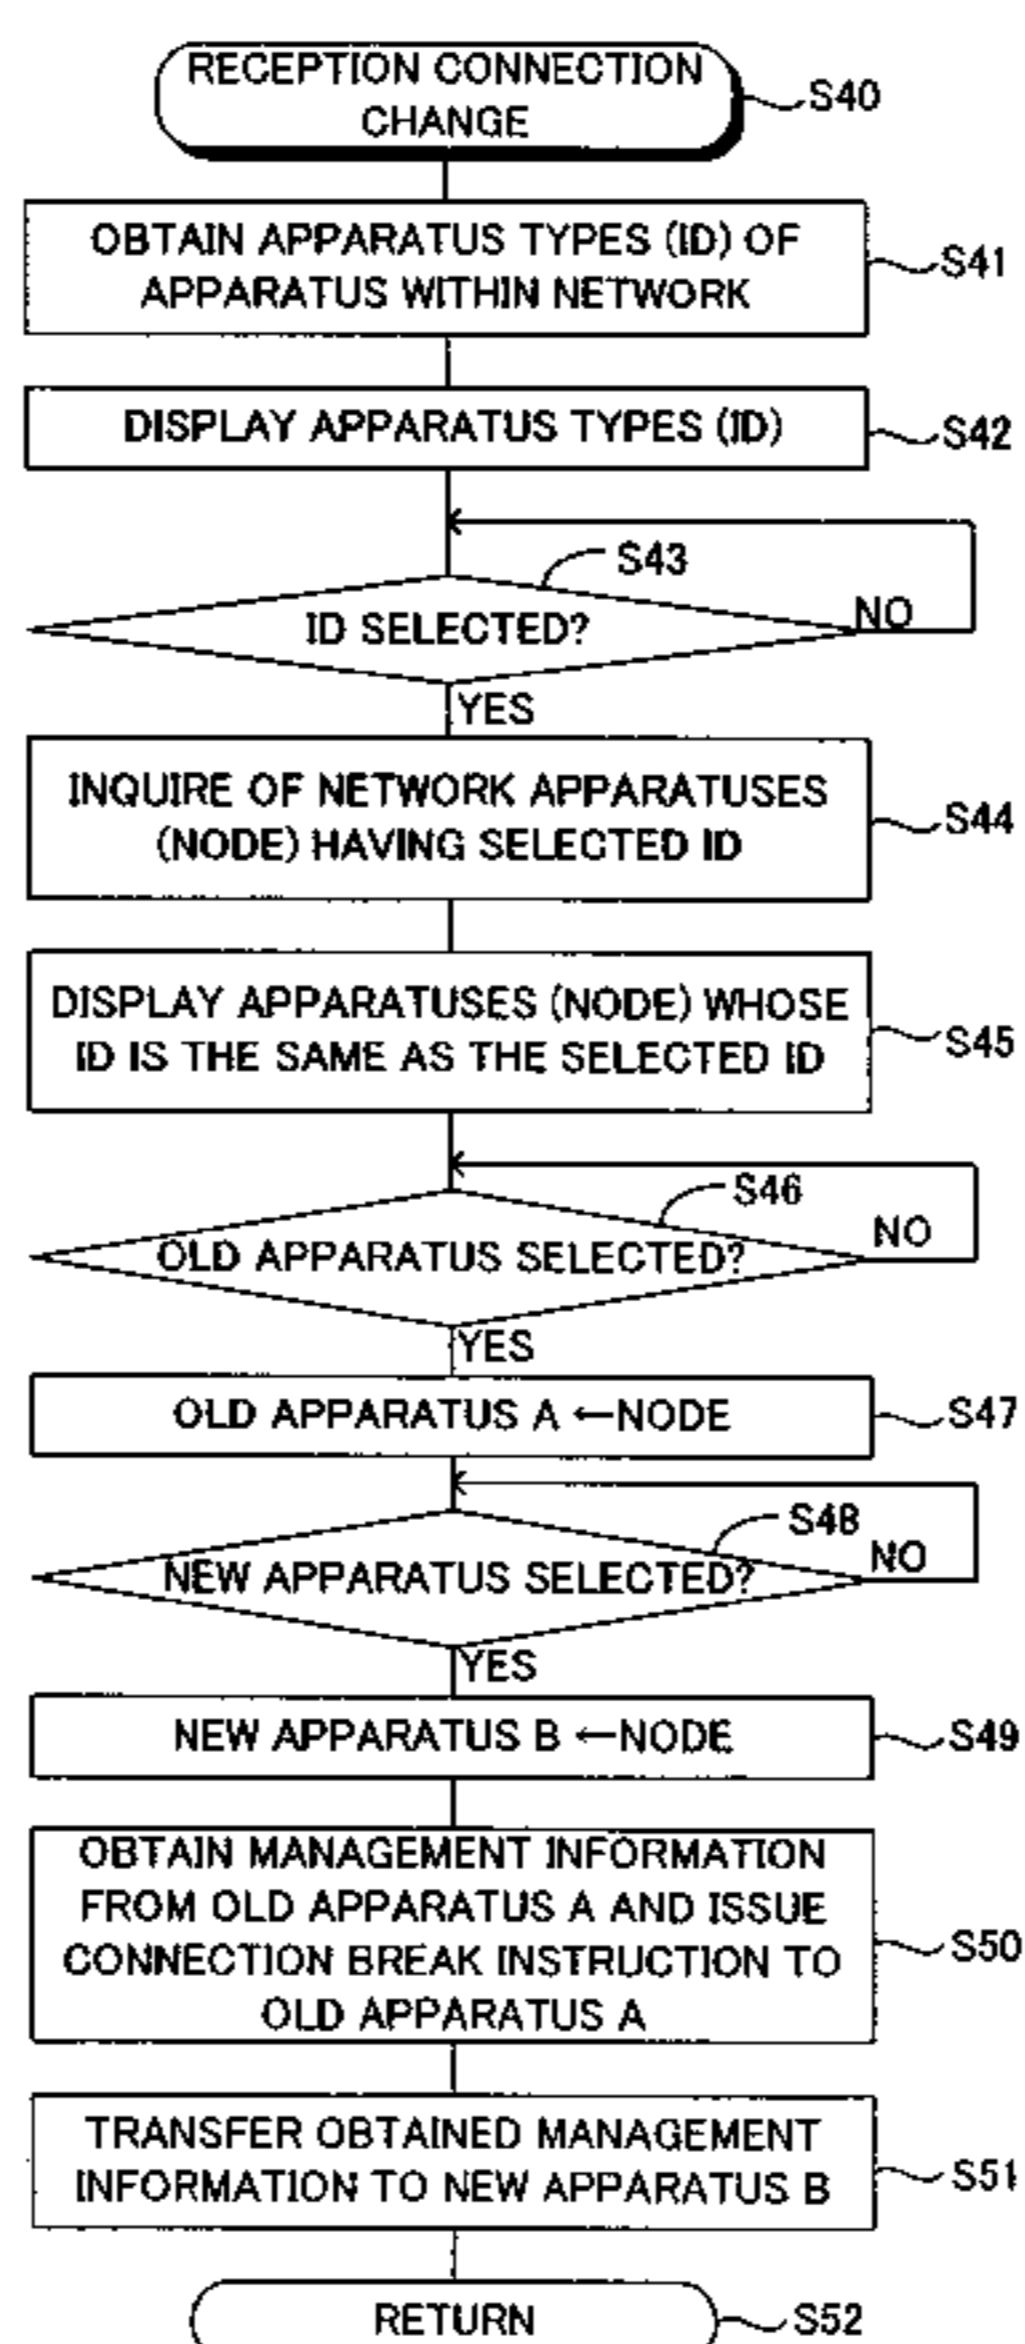 RECEPTION CONNECTION
CHANGE
S40
OBTAIN APPARATUS TYPES (ID) OF
APPARATUS WITHIN NETWORK
S41
DISPLAY APPARATUS TYPES (ID)
S42
S43
ID SELECTED?
NO
YES
INQUIRE OF NETWORK APPARATUSES
(NODE) HAVING SELECTED ID
S44
DISPLAY APPARATUSES (NODE) WHOSE
ID IS THE SAME AS THE SELECTED ID
S45
S46
OLD APPARATUS SELECTED?
NO
YES
OLD APPARATUS A ←NODE
S47
S48
NEW APPARATUS SELECTED?
NO
YES
NEW APPARATUS B ←NODE
S49
OBTAIN MANAGEMENT INFORMATION
FROM OLD APPARATUS A AND ISSUE
CONNECTION BREAK INSTRUCTION TO
OLD APPARATUS A
S50
TRANSFER OBTAINED MANAGEMENT
INFORMATION TO NEW APPARATUS B
S51
RETURN
S52